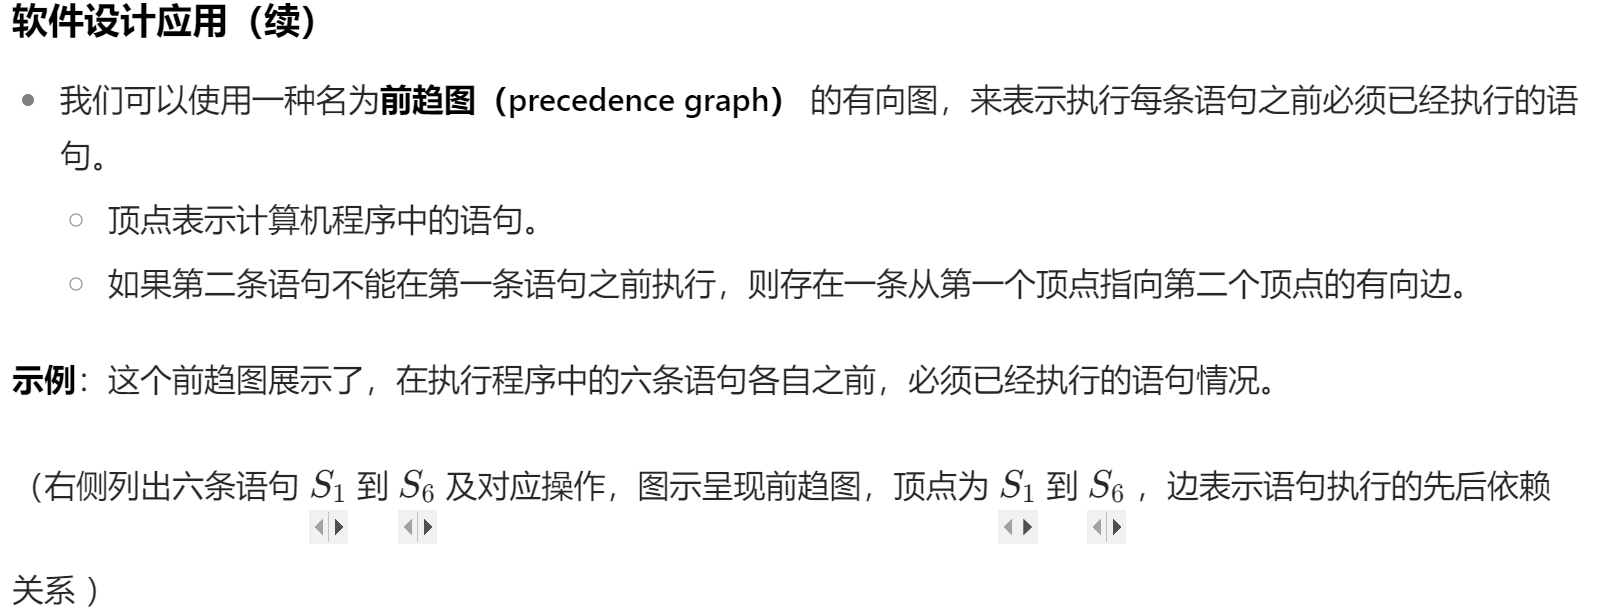 软件设计应用（续）
我们可以使用一种名为前趋图（precedence graph） 的有向图，来表示执行每条语句之前必须已经执行的语
句。
顶点表示计算机程序中的语句。
如果第二条语句不能在第一条语句之前执行，则存在一条从第一个顶点指向第二个顶点的有向边。
示例：这个前趋图展示了，在执行程序中的六条语句各自之前，必须已经执行的语句情况。
（右侧列出六条语句 S₁ 到 S₆ 及对应操作，图示呈现前趋图，顶点为 S₁ 到 S₆ ，边表示语句执行的先后依赖
关系 ）